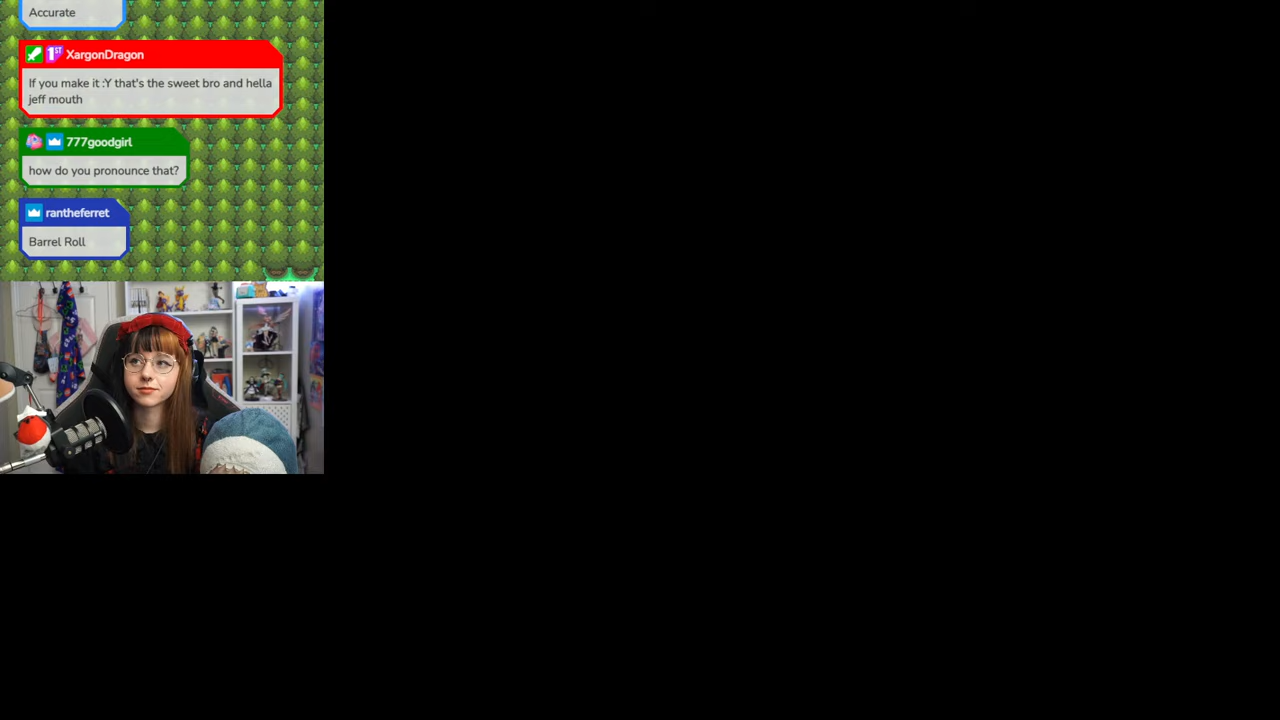 Accurate
1ST XargonDragon
If you make it :Y that's the sweet bro and hella
jeff mouth
777goodgirl
how do you pronounce that?
rantheferret
Barrel Roll